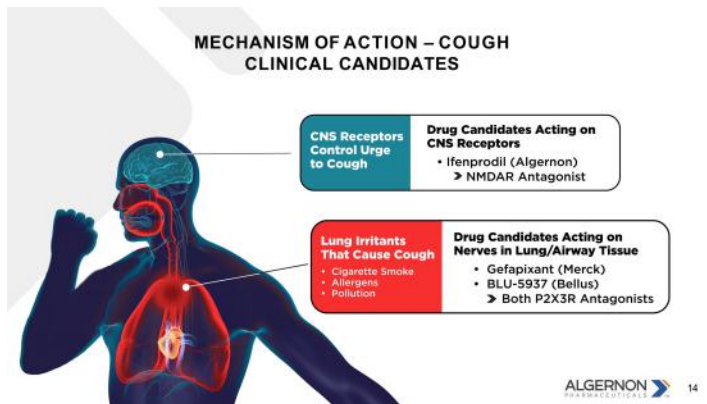 MECHANISM OF ACTION – COUGH
CLINICAL CANDIDATES
CNS Receptors
Control Urge
to Cough
Drug Candidates Acting on
CNS Receptors
• Ifenprodil (Algernon)
➤ NMDAR Antagonist
Lung Irritants
That Cause Cough
• Cigarette Smoke
• Allergens
• Pollution
Drug Candidates Acting on
Nerves in Lung/Airway Tissue
• Gefapixant (Merck)
• BLU-5937 (Bellus)
➤ Both P2X3R Antagonists
ALGERNON
PHARMACEUTICALS
14